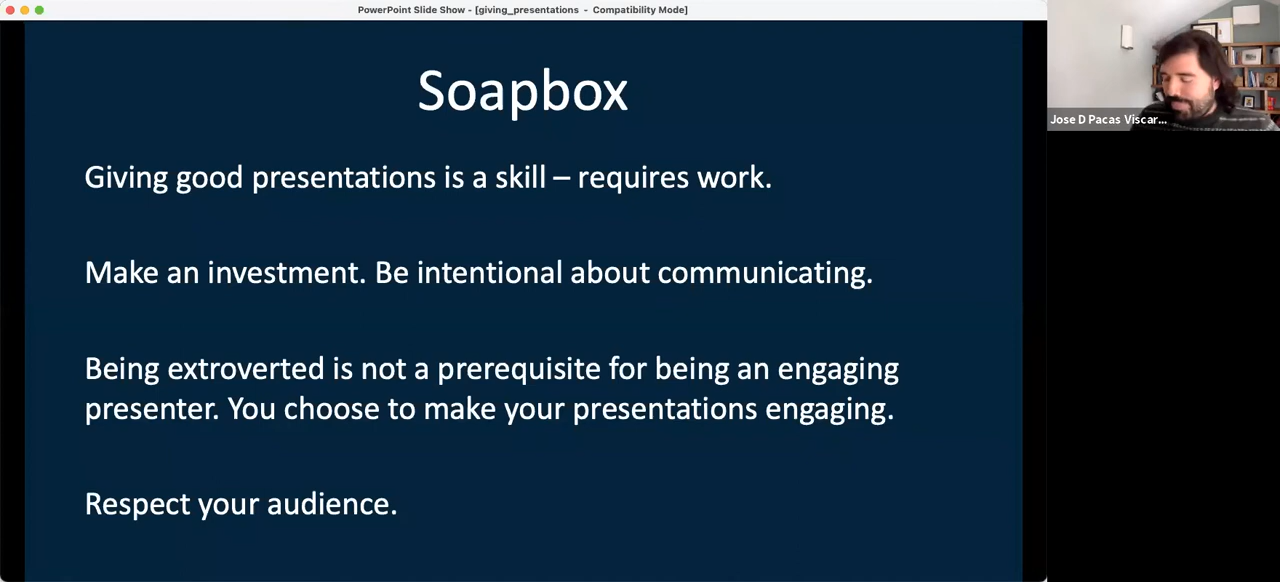 PowerPoint Slide Show - [giving_presentations - Compatibility Mode]
Soapbox
Giving good presentations is a skill – requires work.
Make an investment. Be intentional about communicating.
Being extroverted is not a prerequisite for being an engaging
presenter. You choose to make your presentations engaging.
Respect your audience.
Jose D Pacas Viscar...